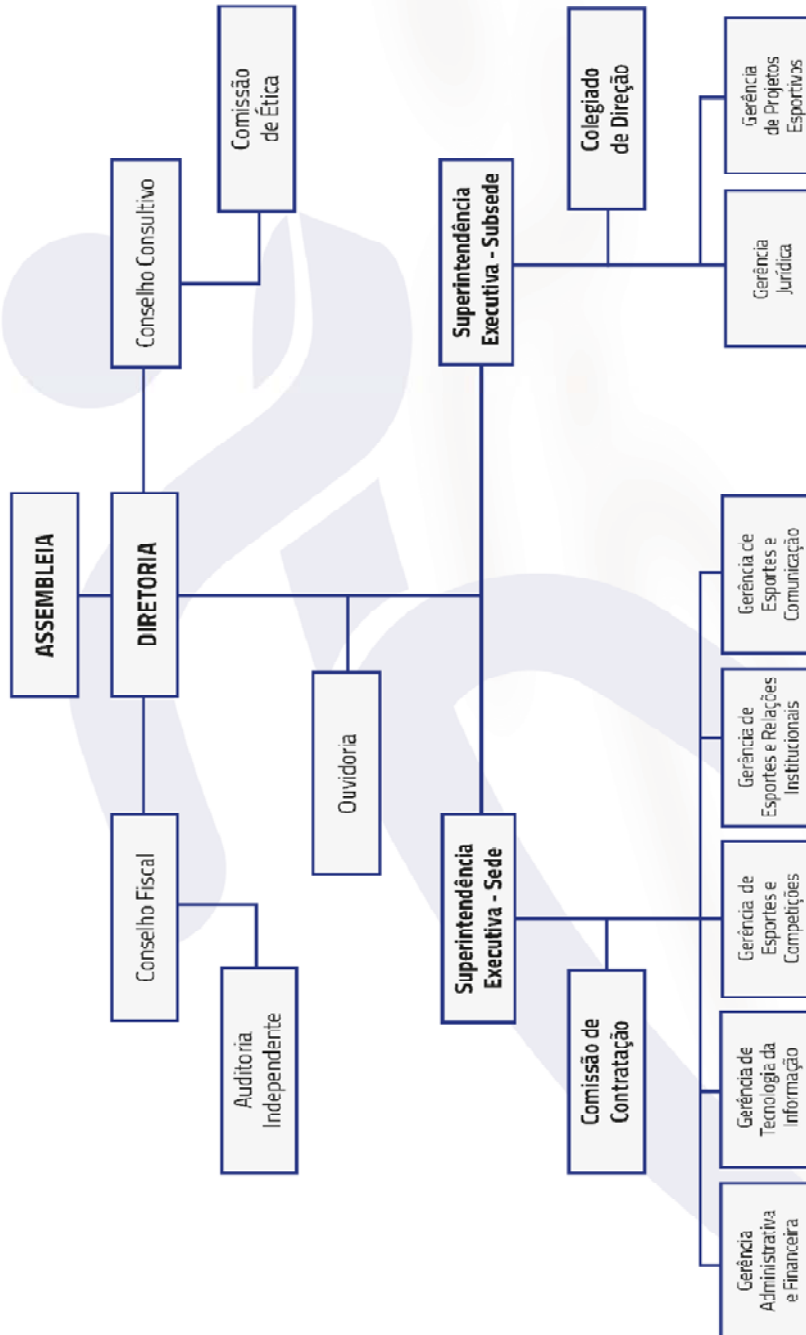 ASSEMBLEIA
Conselho Fiscal
DIRETORIA
Conselho Consultivo
Auditoria
Independente
Comissão
de Ética
Ouvidoria
Superintendência
Executiva - Sede
Superintendência
Executiva - Subsede
Comissão de
Contratação
Colegiado
de Direção
Gerência
Administrativa
e Financeira
Gerência de
Tecnologia da
Informação
Gerência de
Esportes e
Competições
Gerência de
Esportes e Relações
Institucionais
Gerência de
Esportes e
Comunicação
Gerência
Jurídica
Gerência
de Projetos
Esportivos